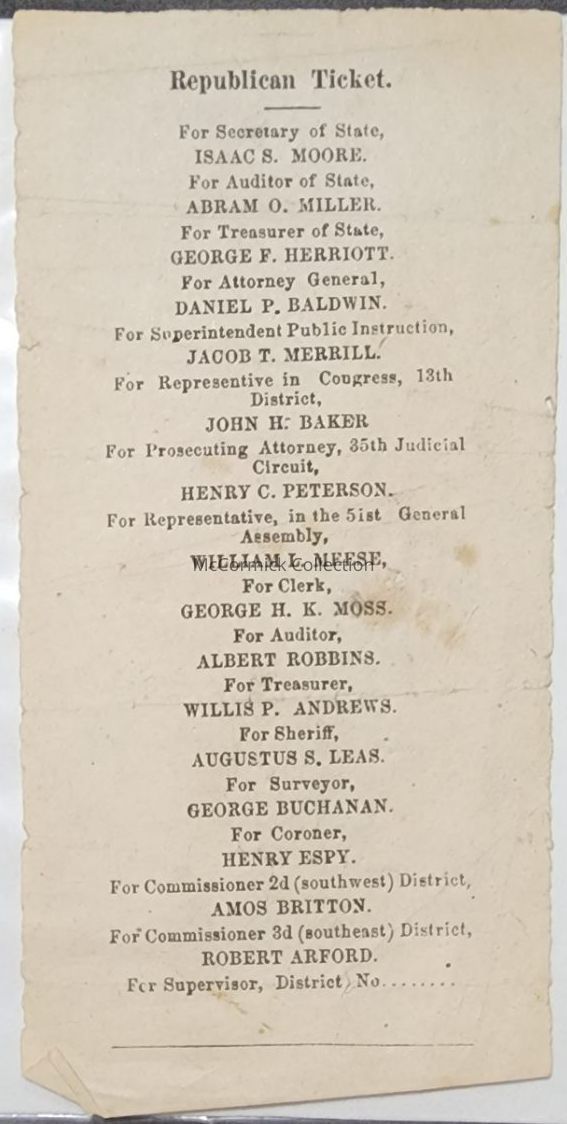 Republican Ticket.
For Secretary of State,
ISAAC S. MOORE.
For Auditor of State,
ABRAM O. MILLER.
For Treasurer of State,
GEORGE F. HERRIOTT.
For Attorney General,
DANIEL P. BALDWIN.
For Superintendent Public Instruction,
JACOB T. MERRILL.
For Representive in Congress, 13th
District,
JOHN H. BAKER
For Prosecuting Attorney, 35th Judicial
Circuit,
HENRY C. PETERSON.
For Representative, in the 51st General
Assembly,
WILLIAM L. MEESE,
McCormick Collection
For Clerk,
GEORGE H. K. MOSS.
For Auditor,
ALBERT ROBBINS.
For Treasurer,
WILLIS P. ANDREWS.
For Sheriff,
AUGUSTUS S. LEAS.
For Surveyor,
GEORGE BUCHANAN.
For Coroner,
HENRY ESPY.
For Commissioner 2d (southwest) District,
AMOS BRITTON.
For Commissioner 3d (southeast) District,
ROBERT ARFORD.
For Supervisor, District No........